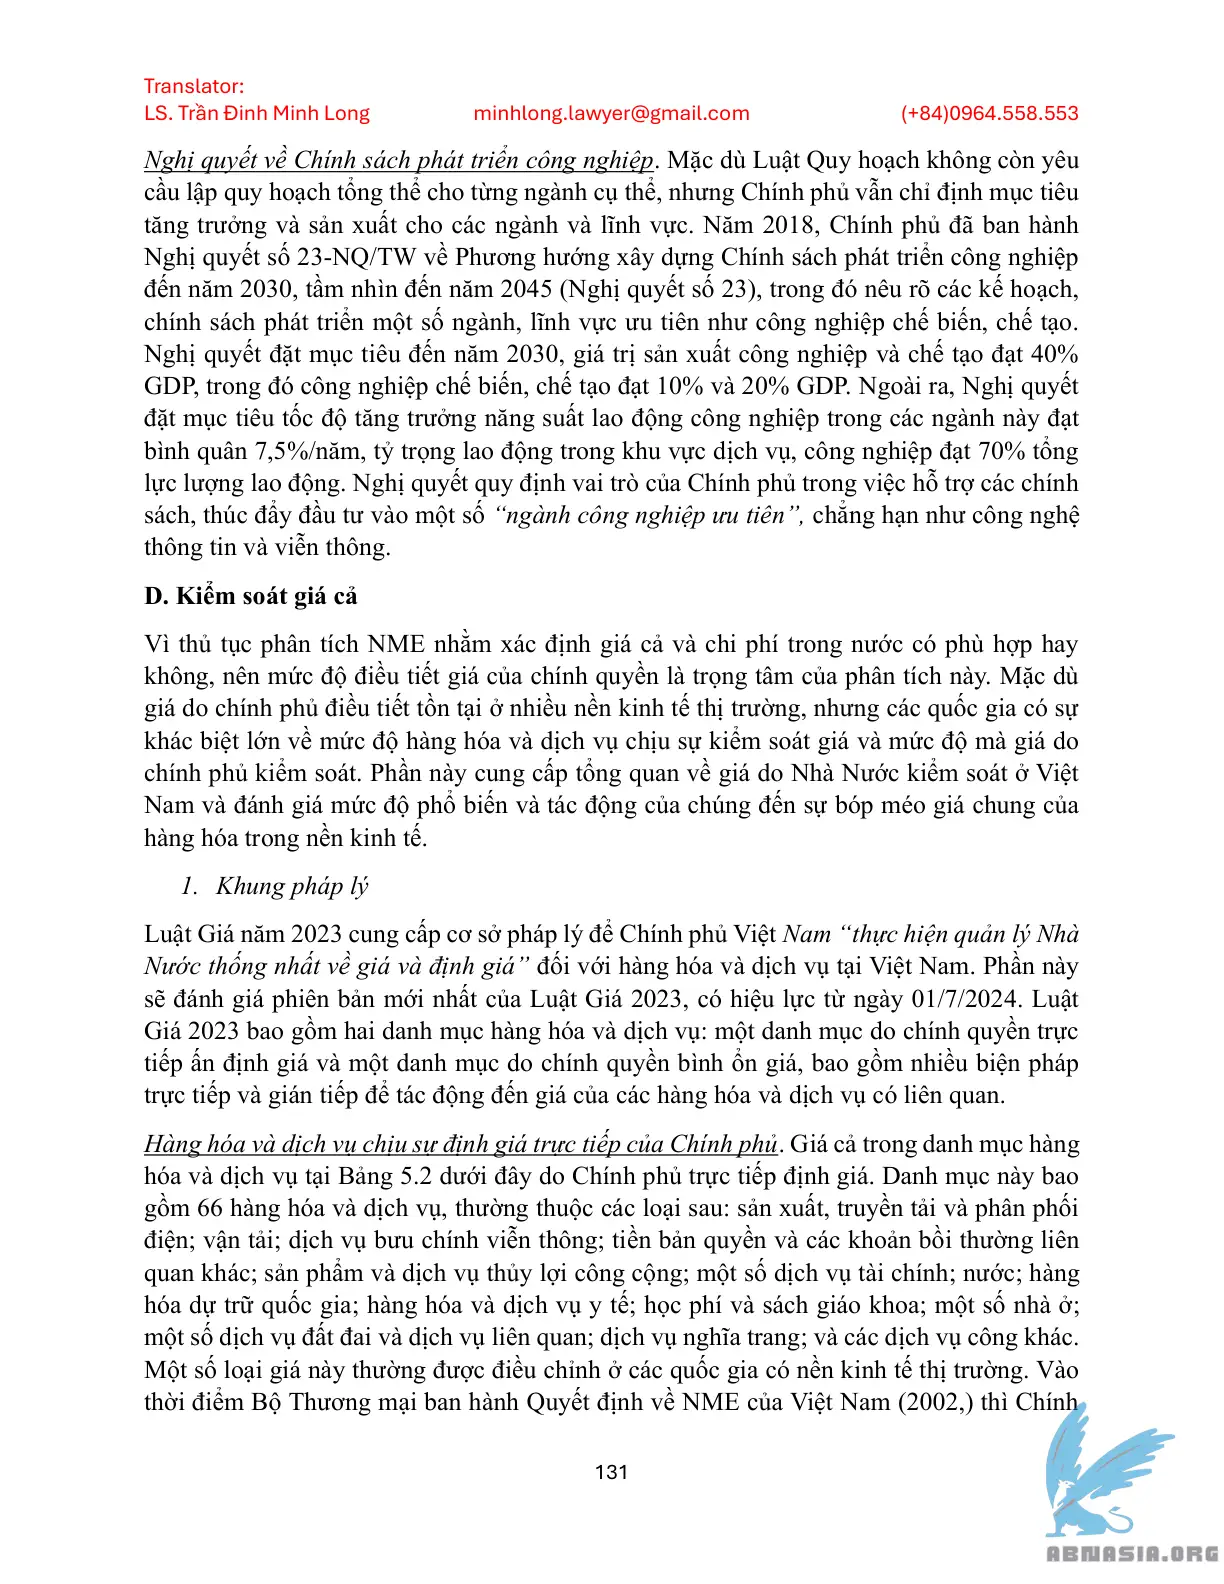 Translator:
LS. Trần Đinh Minh Long minhlong.lawyer@gmail.com (+84)0964.558.553
Nghị quyết về Chính sách phát triển công nghiệp. Mặc dù Luật Quy hoạch không còn yêu
cầu lập quy hoạch tổng thể cho từng ngành cụ thể, nhưng Chính phủ vẫn chỉ định mục tiêu
tăng trưởng và sản xuất cho các ngành và lĩnh vực. Năm 2018, Chính phủ đã ban hành
Nghị quyết số 23-NQ/TW về Phương hướng xây dựng Chính sách phát triển công nghiệp
đến năm 2030, tầm nhìn đến năm 2045 (Nghị quyết số 23), trong đó nêu rõ các kế hoạch,
chính sách phát triển một số ngành, lĩnh vực ưu tiên như công nghiệp chế biến, chế tạo.
Nghị quyết đặt mục tiêu đến năm 2030, giá trị sản xuất công nghiệp và chế tạo đạt 40%
GDP, trong đó công nghiệp chế biến, chế tạo đạt 10% và 20% GDP. Ngoài ra, Nghị quyết
đặt mục tiêu tốc độ tăng trưởng năng suất lao động công nghiệp trong các ngành này đạt
bình quân 7,5%/năm, tỷ trọng lao động trong khu vực dịch vụ, công nghiệp đạt 70% tổng
lực lượng lao động. Nghị quyết quy định vai trò của Chính phủ trong việc hỗ trợ các chính
sách, thúc đẩy đầu tư vào một số “ngành công nghiệp ưu tiên”, chẳng hạn như công nghệ
thông tin và viễn thông.
D. Kiểm soát giá cả
Vì thủ tục phân tích NME nhằm xác định giá cả và chi phí trong nước có phù hợp hay
không, nên mức độ điều tiết giá của chính quyền là trọng tâm của phân tích này. Mặc dù
giá do chính phủ điều tiết tồn tại ở nhiều nền kinh tế thị trường, nhưng các quốc gia có sự
khác biệt lớn về mức độ hàng hóa và dịch vụ chịu sự kiểm soát giá và mức độ mà giá do
chính phủ kiểm soát. Phần này cung cấp tổng quan về giá do Nhà Nước kiểm soát ở Việt
Nam và đánh giá mức độ phổ biến và tác động của chúng đến sự bóp méo giá chung của
hàng hóa trong nền kinh tế.
1. Khung pháp lý
Luật Giá năm 2023 cung cấp cơ sở pháp lý để Chính phủ Việt Nam “thực hiện quản lý Nhà
Nước thống nhất về giá và định giá” đối với hàng hóa và dịch vụ tại Việt Nam. Phần này
sẽ đánh giá phiên bản mới nhất của Luật Giá 2023, có hiệu lực từ ngày 01/7/2024. Luật
Giá 2023 bao gồm hai danh mục hàng hóa và dịch vụ: một danh mục do chính quyền trực
tiếp ấn định giá và một danh mục do chính quyền bình ổn giá, bao gồm nhiều biện pháp
trực tiếp và gián tiếp để tác động đến giá của các hàng hóa và dịch vụ có liên quan.
Hàng hóa và dịch vụ chịu sự định giá trực tiếp của Chính phủ. Giá cả trong danh mục hàng
hóa và dịch vụ tại Bảng 5.2 dưới đây do Chính phủ trực tiếp định giá. Danh mục này bao
gồm 66 hàng hóa và dịch vụ, thường thuộc các loại sau: sản xuất, truyền tải và phân phối
điện; vận tải; dịch vụ bưu chính viễn thông; tiền bản quyền và các khoản bồi thường liên
quan khác; sản phẩm và dịch vụ thủy lợi công cộng; một số dịch vụ tài chính; nước; hàng
hóa dự trữ quốc gia; hàng hóa và dịch vụ y tế; học phí và sách giáo khoa; một số nhà ở;
một số dịch vụ đất đai và dịch vụ liên quan; dịch vụ nghĩa trang; và các dịch vụ công khác.
Một số loại giá này thường được điều chỉnh ở các quốc gia có nền kinh tế thị trường. Vào
thời điểm Bộ Thương mại ban hành Quyết định về NME của Việt Nam (2002,) thì Chính
131
ABNASIA.ORG